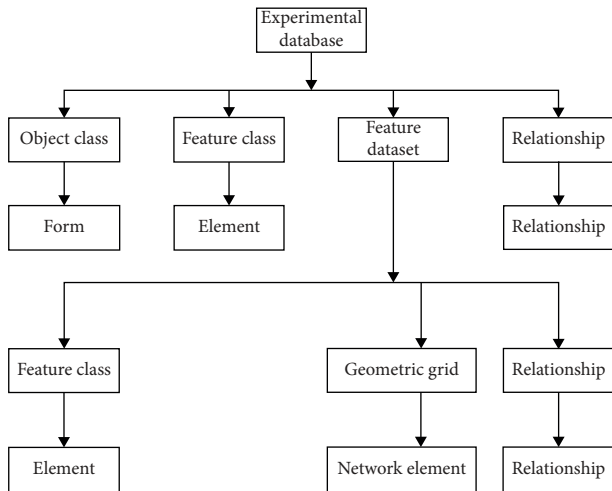 Experimental
database
Object class
Feature class
Feature
dataset
Relationship
Form
Element
Relationship
Feature class
Geometric grid
Relationship
Element
Network element
Relationship